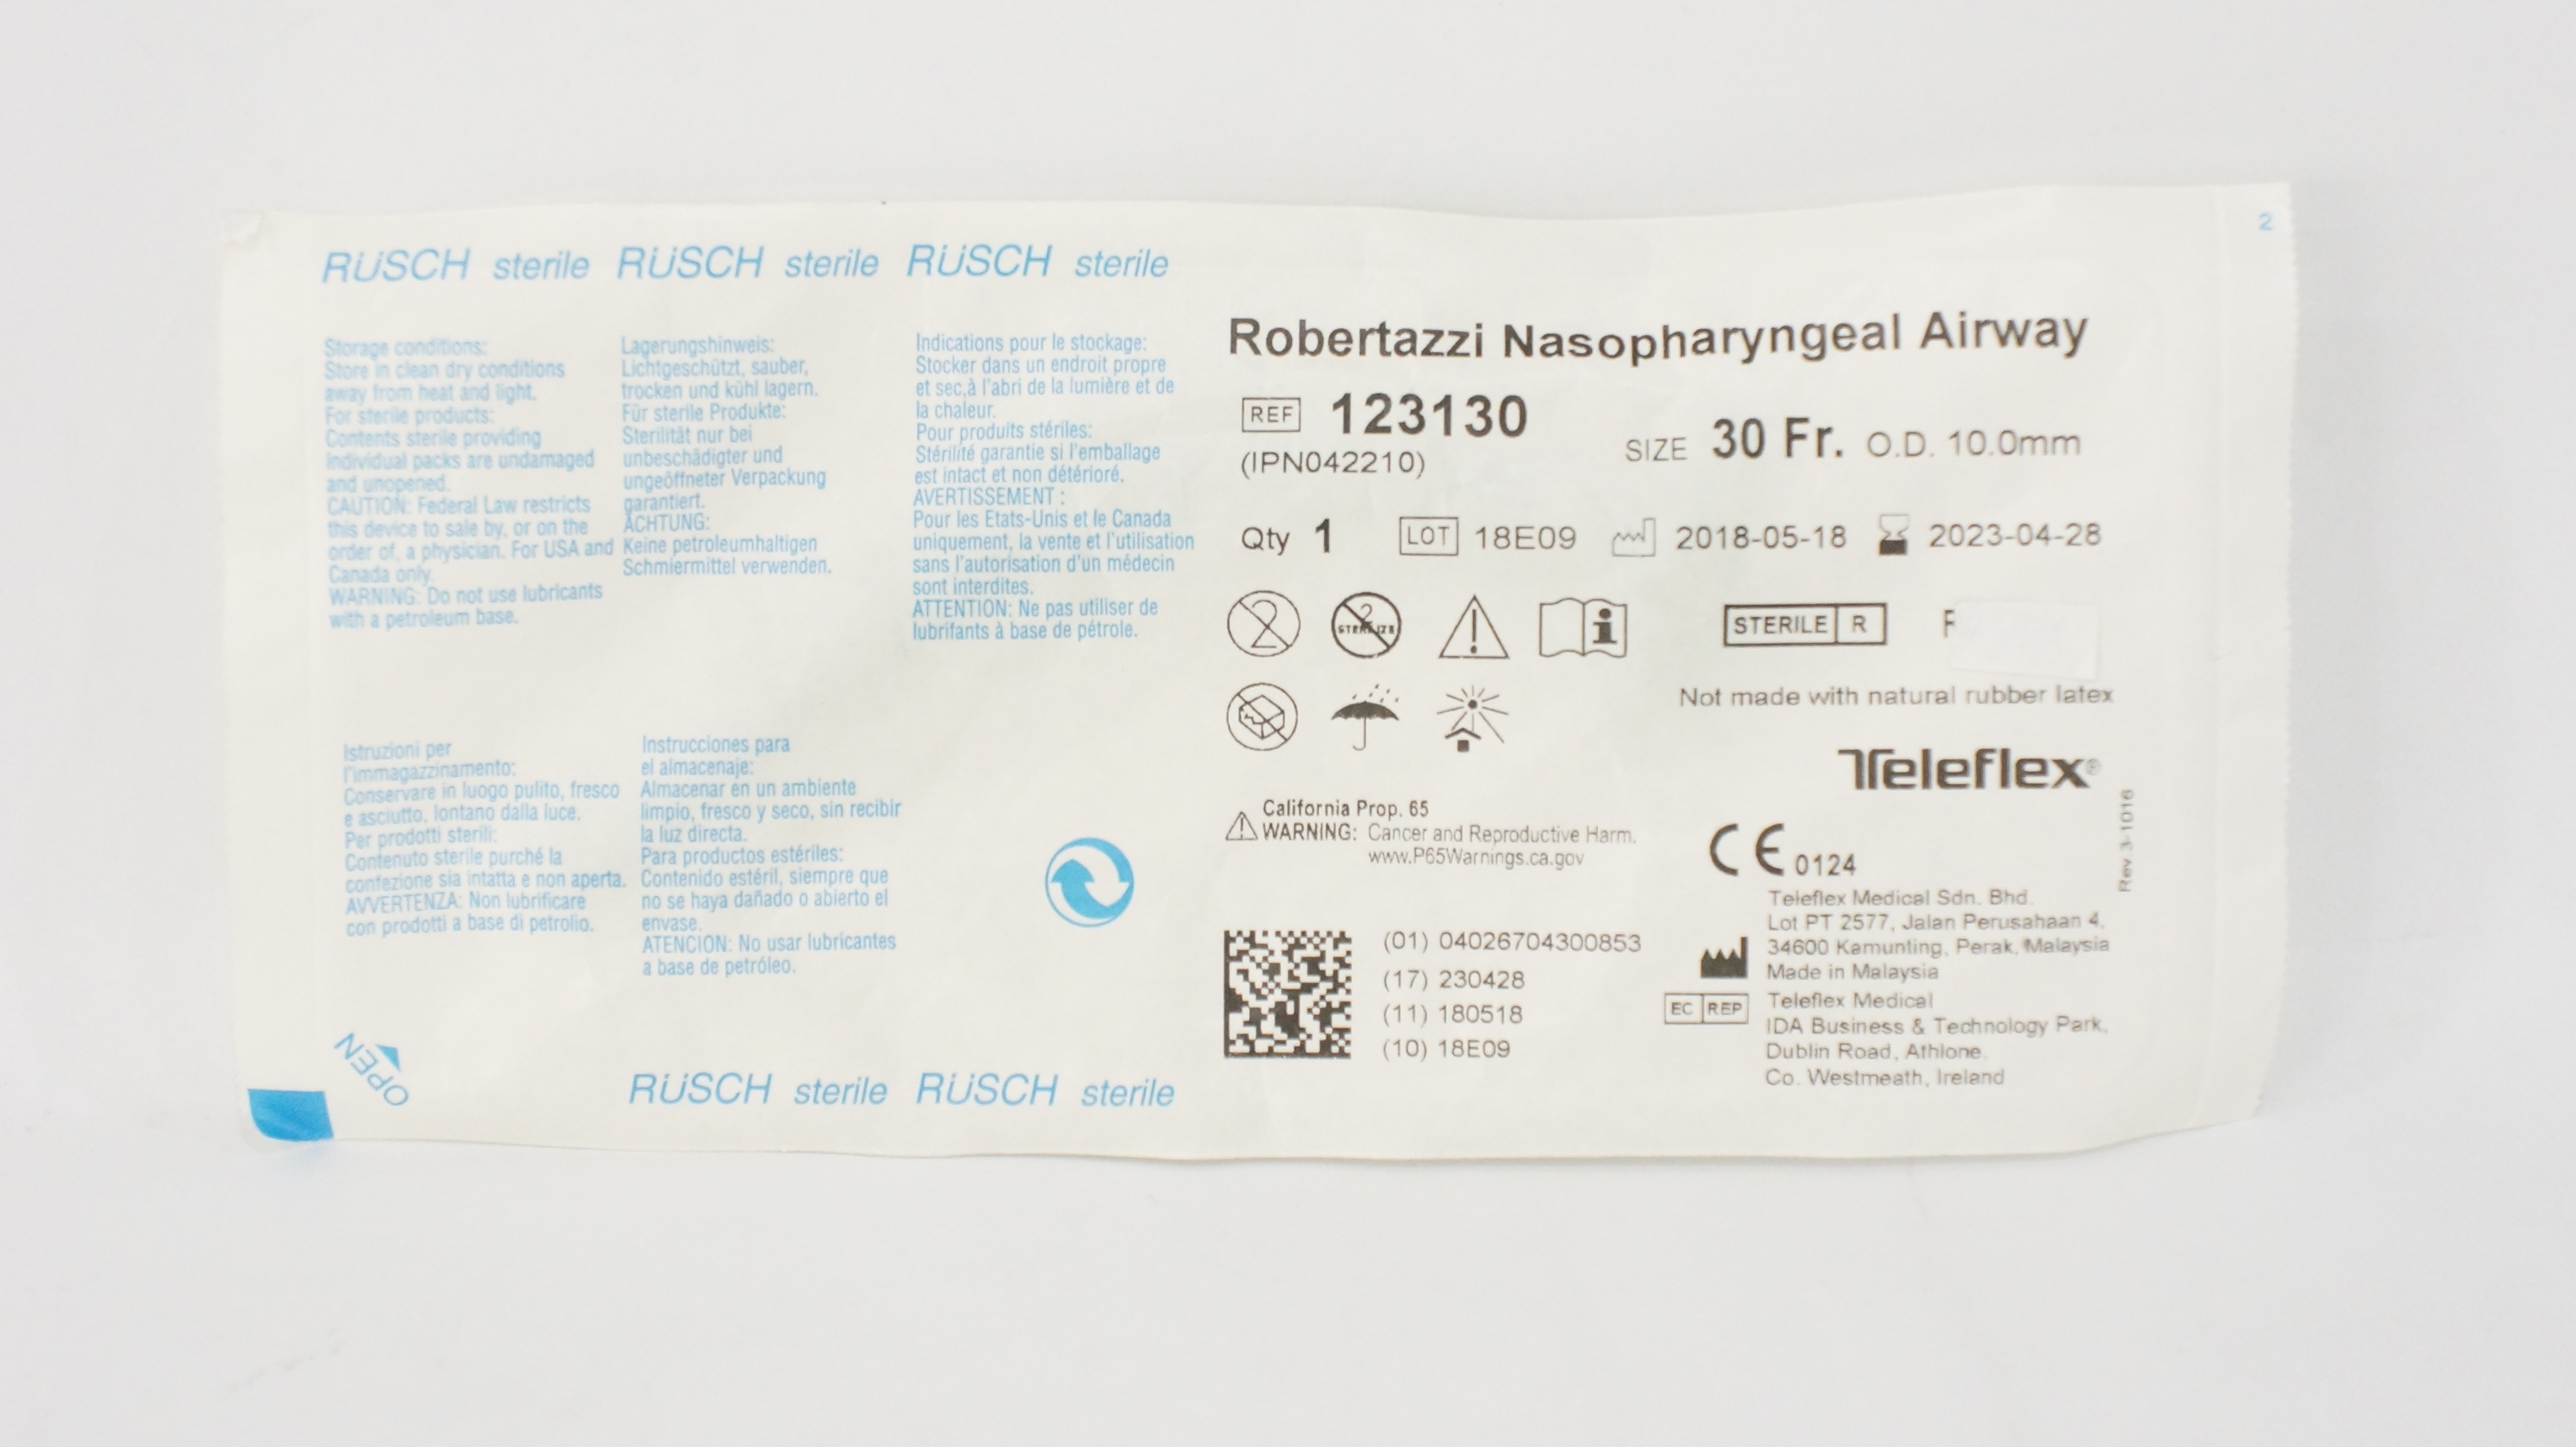 2
RÜSCH sterile RÜSCH sterile RÜSCH sterile
Storage conditions:
Store in clean dry conditions
away from heat and light.
For sterile products:
Contents sterile providing
individual packs are undamaged
and unopened.
CAUTION: Federal Law restricts
this device to sale by, or on the
order of, a physician. For USA and
Canada only.
WARNING: Do not use lubricants
with a petroleum base.
Lagerungshinweis:
Lichtgeschützt, sauber,
trocken und kühl lagern.
Für sterile Produkte:
Sterilität nur bei
unbeschädigter und
ungeöffneter Verpackung
garantiert.
ACHTUNG:
Keine petroleumhaltigen
Schmiermittel verwenden.
Indications pour le stockage:
Stocker dans un endroit propre
et sec,à l'abri de la lumière et de
la chaleur.
Pour produits stériles:
Stérilité garantie si l'emballage
est intact et non détérioré.
AVERTISSEMENT :
Pour les Etats-Unis et le Canada
uniquement, la vente et l'utilisation
sans l'autorisation d'un médecin
sont interdites.
ATTENTION: Ne pas utiliser de
lubrifants à base de pétrole.
Istruzioni per
l'immagazzinamento:
Conservare in luogo pulito, fresco
e asciutto, lontano dalla luce.
Per prodotti sterili:
Contenuto sterile purché la
confezione sia intatta e non aperta.
AVVERTENZA: Non lubrificare
con prodotti a base di petrolio.
Instrucciones para
el almacenaje:
Almacenar en un ambiente
limpio, fresco y seco, sin recibir
la luz directa.
Para productos estériles:
Contenido estéril, siempre que
no se haya dañado o abierto el
envase.
ATENCION: No usar lubricantes
a base de petróleo.
OPEN
RÜSCH sterile RÜSCH sterile
Robertazzi Nasopharyngeal Airway
REF 123130
(IPN042210)
SIZE 30 Fr. O.D. 10.0mm
Qty 1 LOT 18E09 2018-05-18 2023-04-28
2 2 STERILIZE ! i STERILE R F
Not made with natural rubber latex
Teleflex®
California Prop. 65
WARNING: Cancer and Reproductive Harm.
www.P65Warnings.ca.gov
CE 0124
Rev 3-1016
(01) 04026704300853
(17) 230428
(11) 180518
(10) 18E09
Teleflex Medical Sdn. Bhd.
Lot PT 2577, Jalan Perusahaan 4,
34600 Kamunting, Perak, Malaysia
Made in Malaysia
EC REP Teleflex Medical
IDA Business & Technology Park,
Dublin Road, Athlone.
Co. Westmeath, Ireland